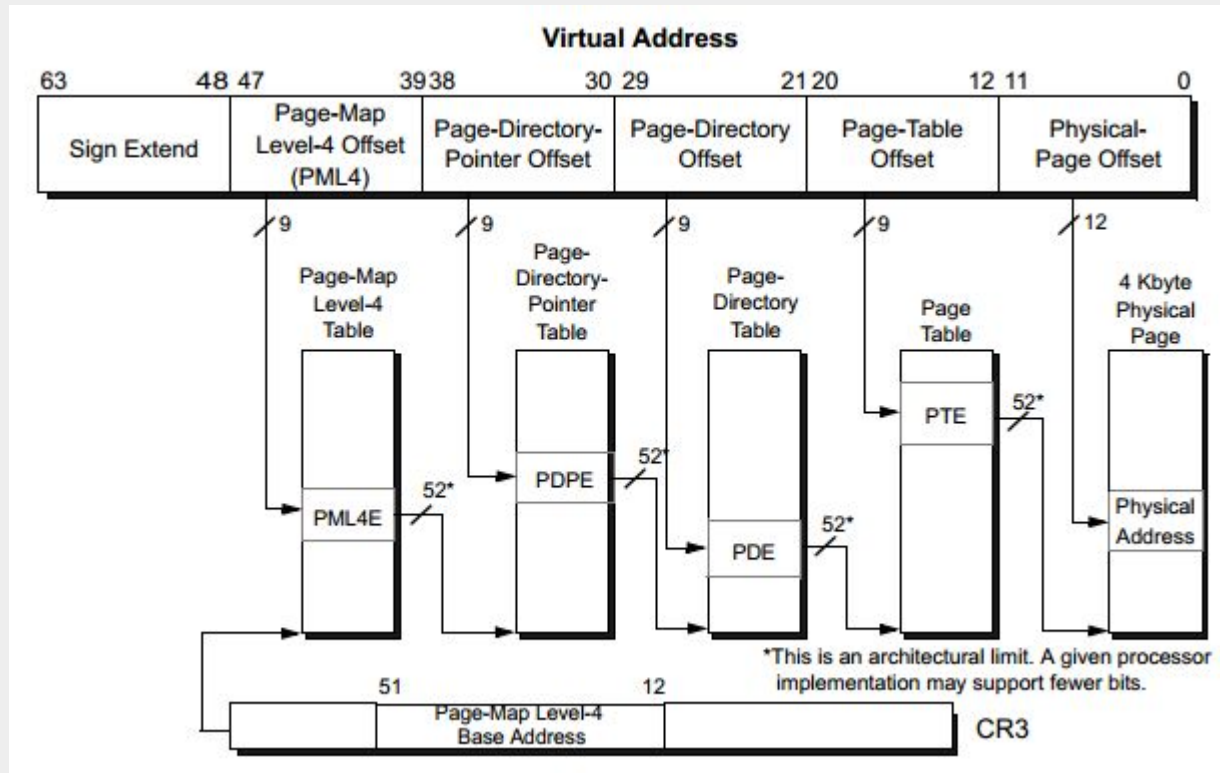 Virtual Address
63 48 47 39 38 30 29 21 20 12 11 0
Sign Extend
Page-Map
Level-4 Offset
(PML4)
Page-Directory-
Pointer Offset
Page-Directory
Offset
Page-Table
Offset
Physical-
Page Offset
9 9 9 9 12
Page-Map
Level-4
Table
Page-
Directory-
Pointer
Table
Page-
Directory
Table
Page
Table
4 Kbyte
Physical
Page
PML4E
52*
PDPE
52*
PDE
52*
PTE
52*
Physical
Address
*This is an architectural limit. A given processor
implementation may support fewer bits.
51 12
Page-Map Level-4
Base Address
CR3